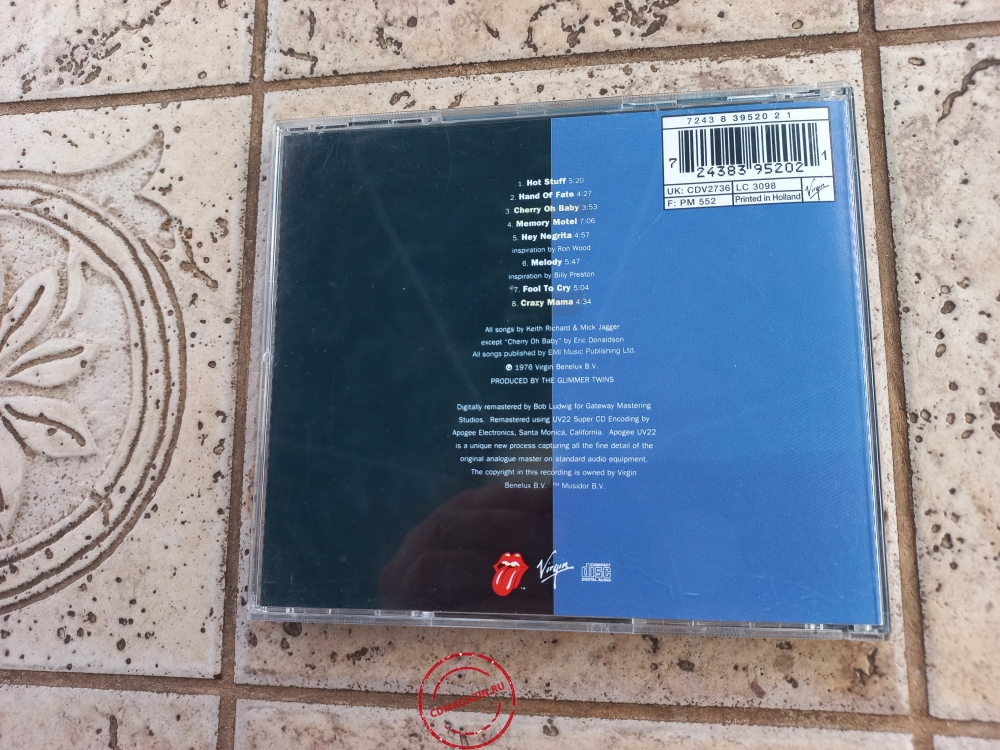 7243 8 39520 2 1
7 24383 95202 1
UK: CDV2736 LC 3098
F: PM 552 Printed in Holland Virgin
1. Hot Stuff 5:20
2. Hand Of Fate 4:27
3. Cherry Oh Baby 3:53
4. Memory Motel 7:06
5. Hey Negrita 4:57
inspiration by Ron Wood
6. Melody 5:47
inspiration by Billy Preston
7. Fool To Cry 5:04
8. Crazy Mama 4:34
All songs by Keith Richard & Mick Jagger
except "Cherry Oh Baby" by Eric Donaldson
All songs published by EMI Music Publishing Ltd.
℗ 1976 Virgin Benelux B.V.
PRODUCED BY THE GLIMMER TWINS
Digitally remastered by Bob Ludwig for Gateway Mastering
Studios. Remastered using UV22 Super CD Encoding by
Apogee Electronics, Santa Monica, California. Apogee UV22
is a unique new process capturing all the fine detail of the
original analogue master on standard audio equipment.
The copyright in this recording is owned by Virgin
Benelux B.V. ™ Musidor B.V.
Virgin
COMPACT
disc
DIGITAL AUDIO